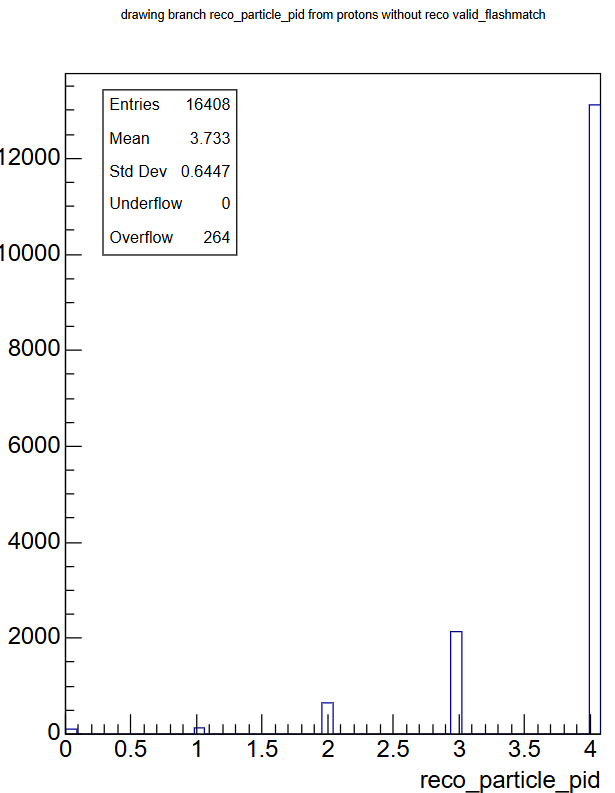 drawing branch reco_particle_pid from protons without reco valid_flashmatch
Entries 16408
Mean 3.733
Std Dev 0.6447
Underflow 0
Overflow 264
12000
10000
8000
6000
4000
2000
0
0 0.5 1 1.5 2 2.5 3 3.5 4
reco_particle_pid